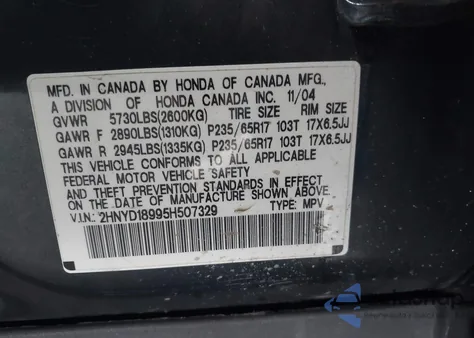 MFD. IN CANADA BY HONDA OF CANADA MFG.,
A DIVISION OF HONDA CANADA INC. 11/04
GVWR 5730LBS(2600KG) TIRE SIZE RIM SIZE
GAWR F 2890LBS(1310KG) P235/65R17 103T 17X6.5JJ
GAWR R 2945LBS(1335KG) P235/65R17 103T 17X6.5JJ
THIS VEHICLE CONFORMS TO ALL APPLICABLE
FEDERAL MOTOR VEHICLE SAFETY
AND THEFT PREVENTION STANDARDS IN EFFECT
ON THE DATE OF MANUFACTURE SHOWN ABOVE.
V.I.N.: 2HNYD18995H507329 TYPE: MPV